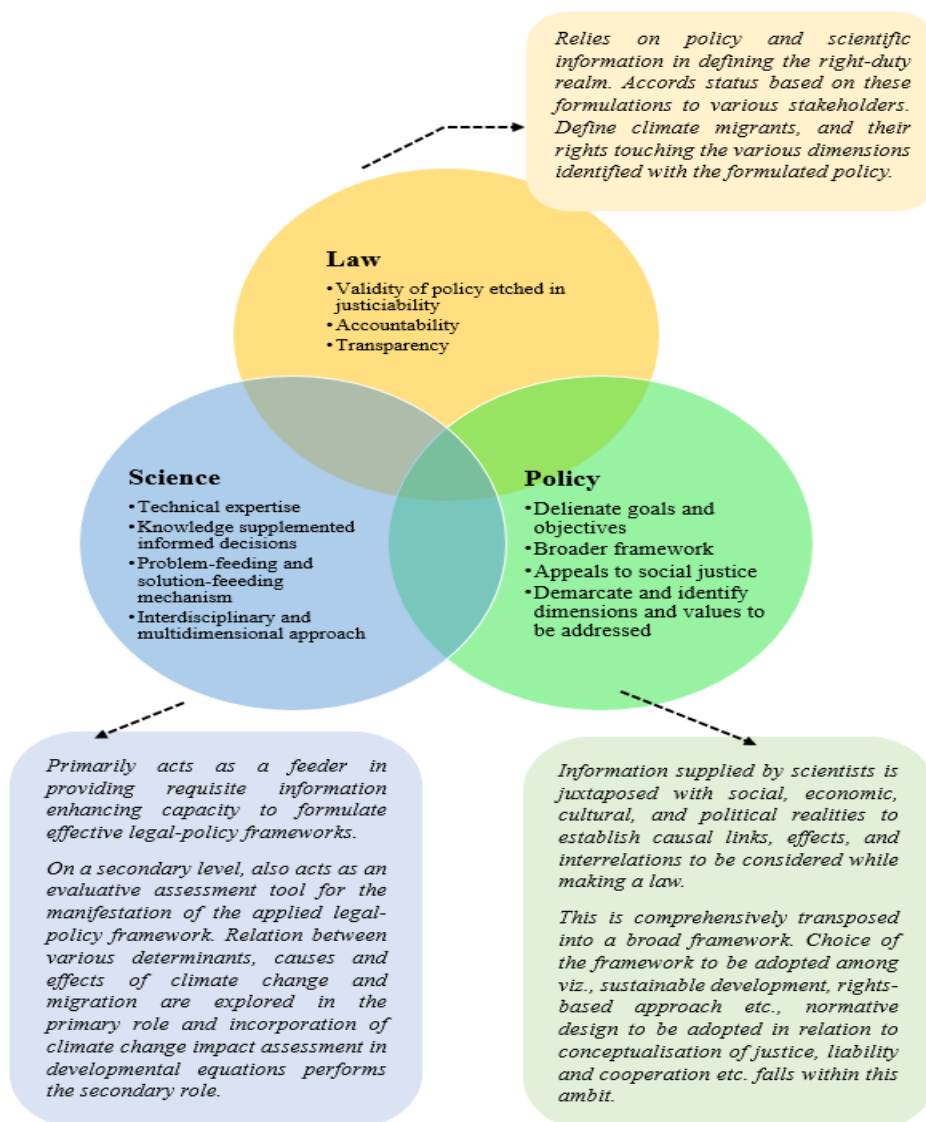 Relies on policy and scientific
information in defining the right-duty
realm. Accords status based on these
formulations to various stakeholders.
Define climate migrants, and their
rights touching the various dimensions
identified with the formulated policy.
Law
•Validity of policy etched in
justiciability
•Accountability
•Transparency
Science
•Technical expertise
•Knowledge supplemented
informed decisions
•Problem-feeding and
solution-feeeding
mechanism
•Interdisciplinary and
multidimensional approach
Policy
•Delienate goals and
objectives
•Broader framework
•Appeals to social justice
•Demarcate and identify
dimensions and values to
be addressed
Primarily acts as a feeder in
providing requisite information
enhancing capacity to formulate
effective legal-policy frameworks.
On a secondary level, also acts as an
evaluative assessment tool for the
manifestation of the applied legal-
policy framework. Relation between
various determinants, causes and
effects of climate change and
migration are explored in the
primary role and incorporation of
climate change impact assessment in
developmental equations performs
the secondary role.
Information supplied by scientists is
juxtaposed with social, economic,
cultural, and political realities to
establish causal links, effects, and
interrelations to be considered while
making a law.
This is comprehensively transposed
into a broad framework. Choice of
the framework to be adopted among
viz., sustainable development, rights-
based approach etc., normative
design to be adopted in relation to
conceptualisation of justice, liability
and cooperation etc. falls within this
ambit.